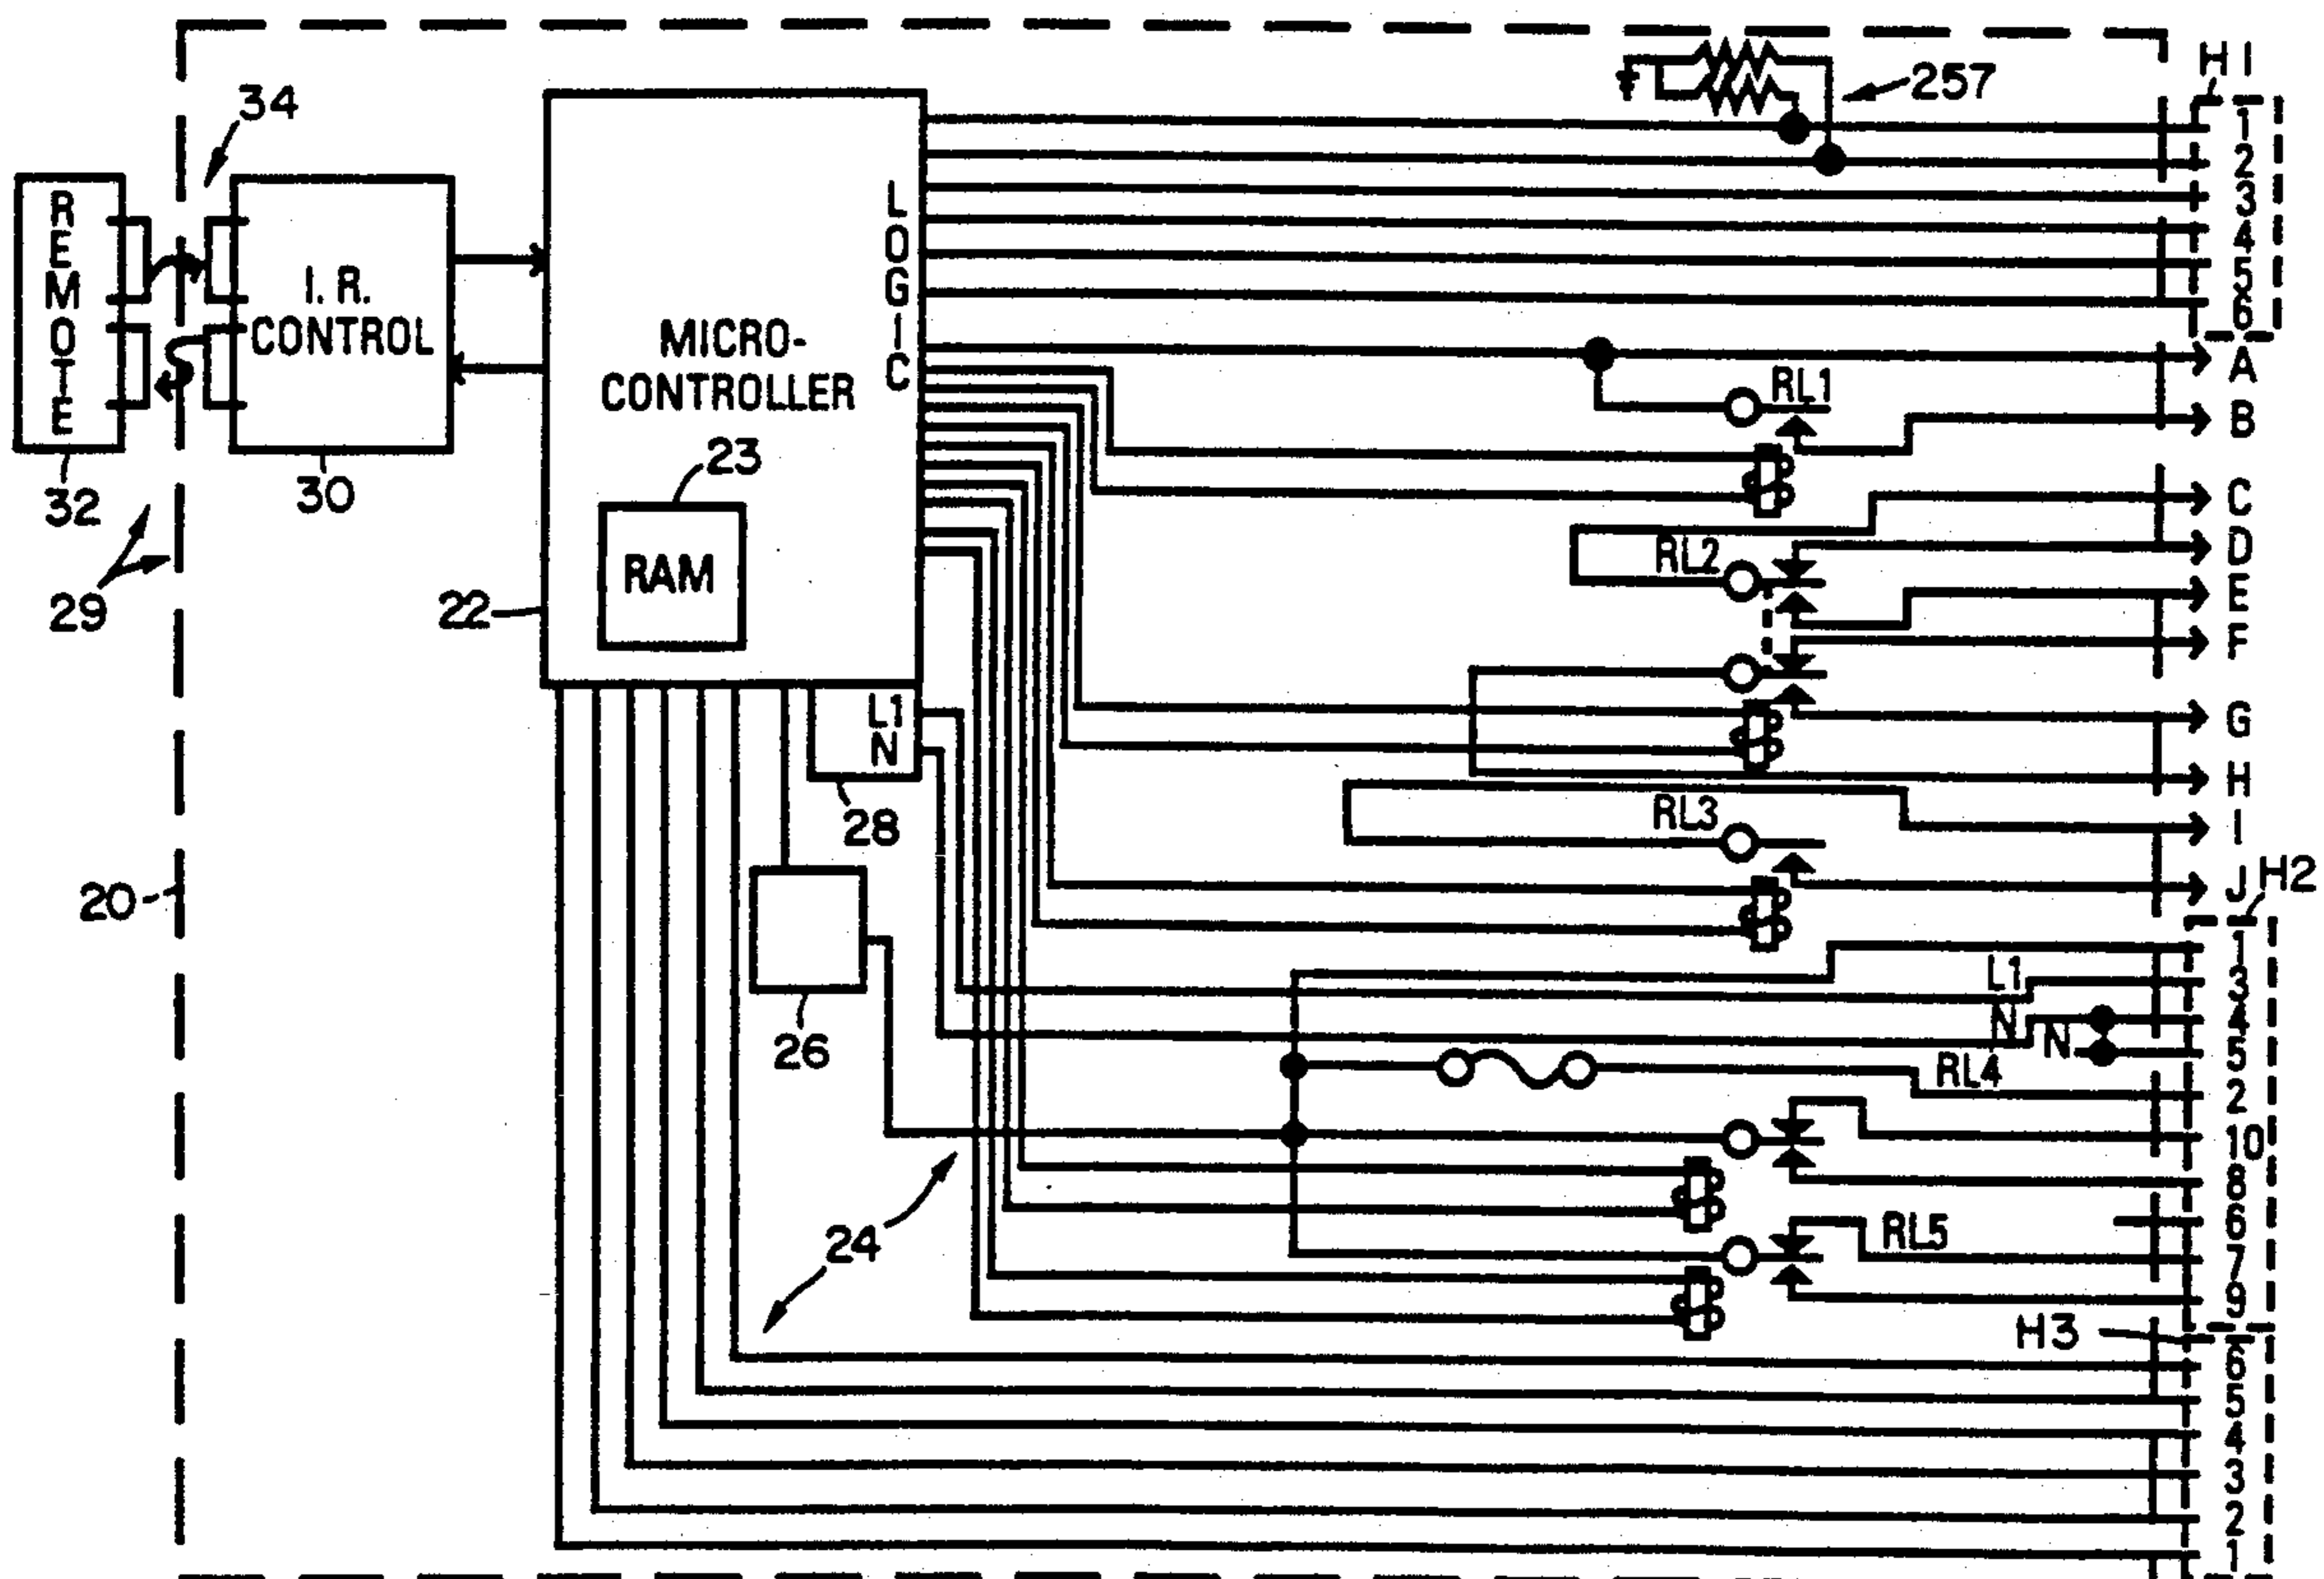 H1
257
34
1
2
3
4
5
6
REMOTE
I. R.
CONTROL
LOGIC
MICRO-
CONTROLLER
A
RL1
B
23
32
30
C
RAM
RL2
D
29
22
E
F
L1
N
G
H
28
RL3
I
20
J
H2
1
L1
3
N
4
26
N
5
RL4
2
10
8
24
6
RL5
7
9
H3
6
5
4
3
2
1